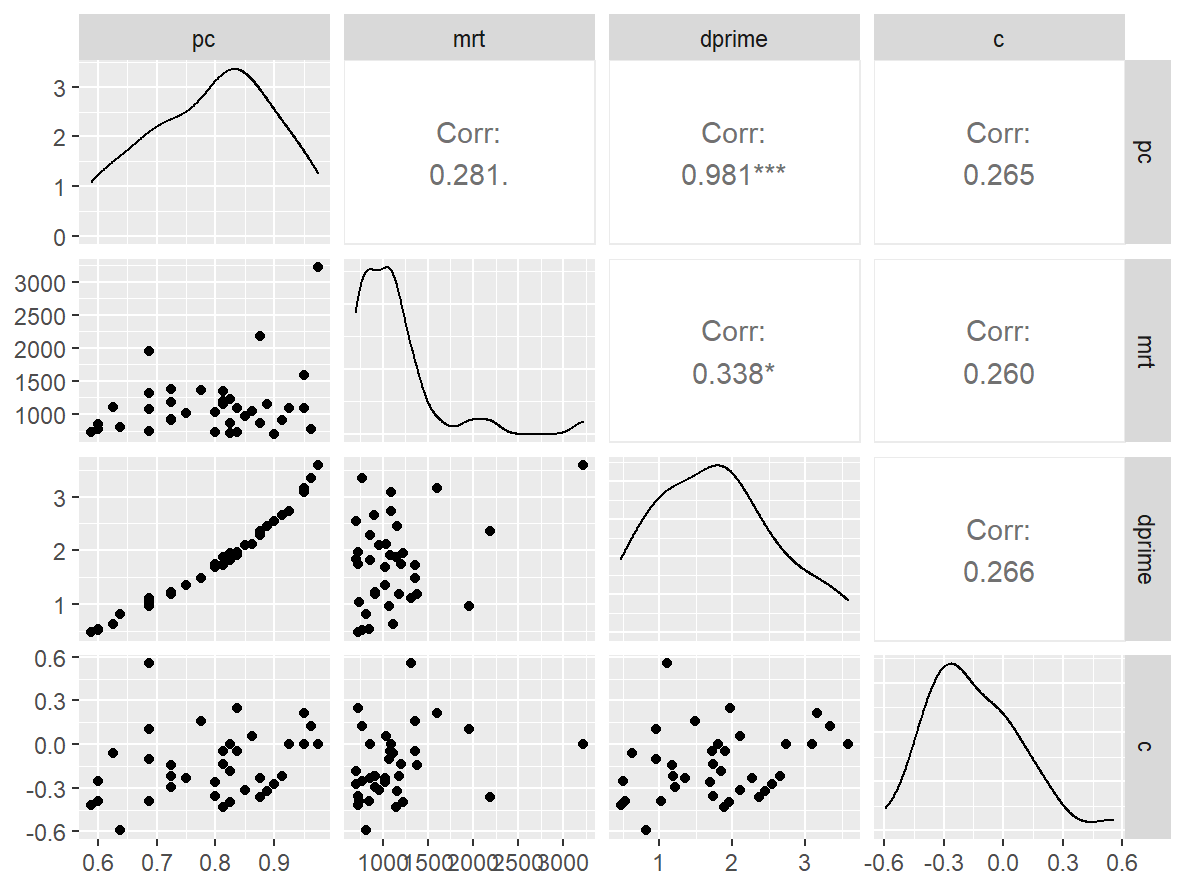 pc
mrt
dprime
c
3
2
1
0
Corr:
0.281.
Corr:
0.981***
Corr:
0.265
pc
3000
2500
2000
1500
1000
Corr:
0.338*
Corr:
0.260
mrt
3
2
1
Corr:
0.266
dprime
0.6
0.3
0.0
-0.3
-0.6
c
0.6 0.7 0.8 0.9
1000 1500 2000 2500 3000
1 2 3
-0.6 -0.3 0.0 0.3 0.6